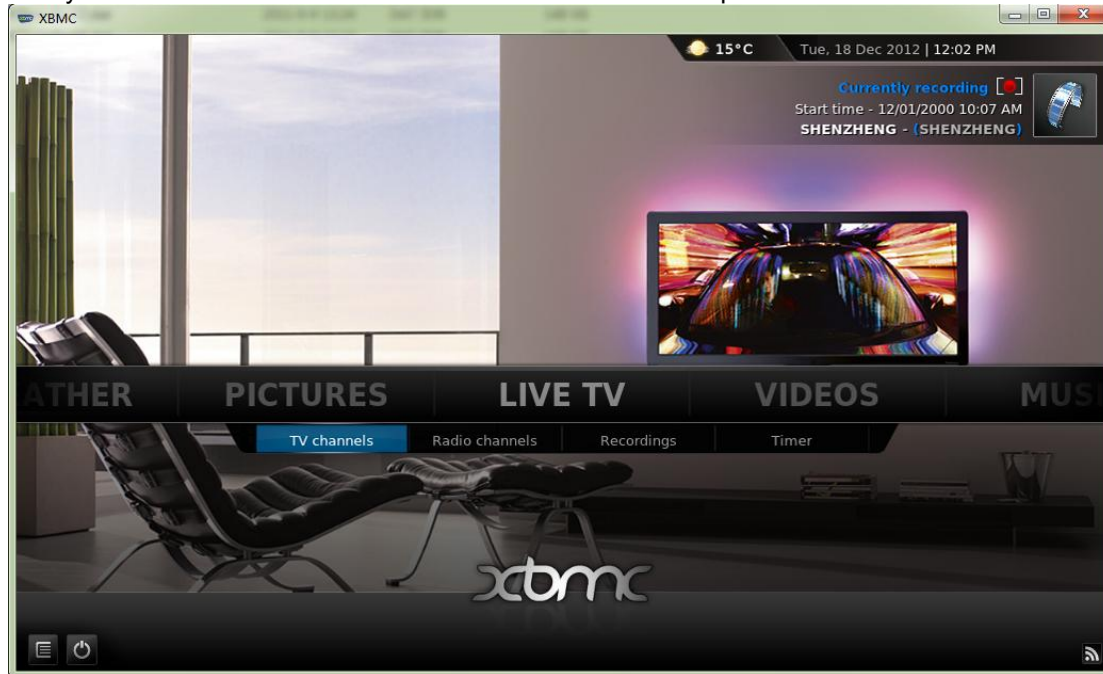 XBMC
15°C Tue, 18 Dec 2012 | 12:02 PM
Currently recording
Start time - 12/01/2000 10:07 AM
SHENZHENG - (SHENZHENG)
ATHER PICTURES LIVE TV VIDEOS MUSI
TV channels Radio channels Recordings Timer
xbmc